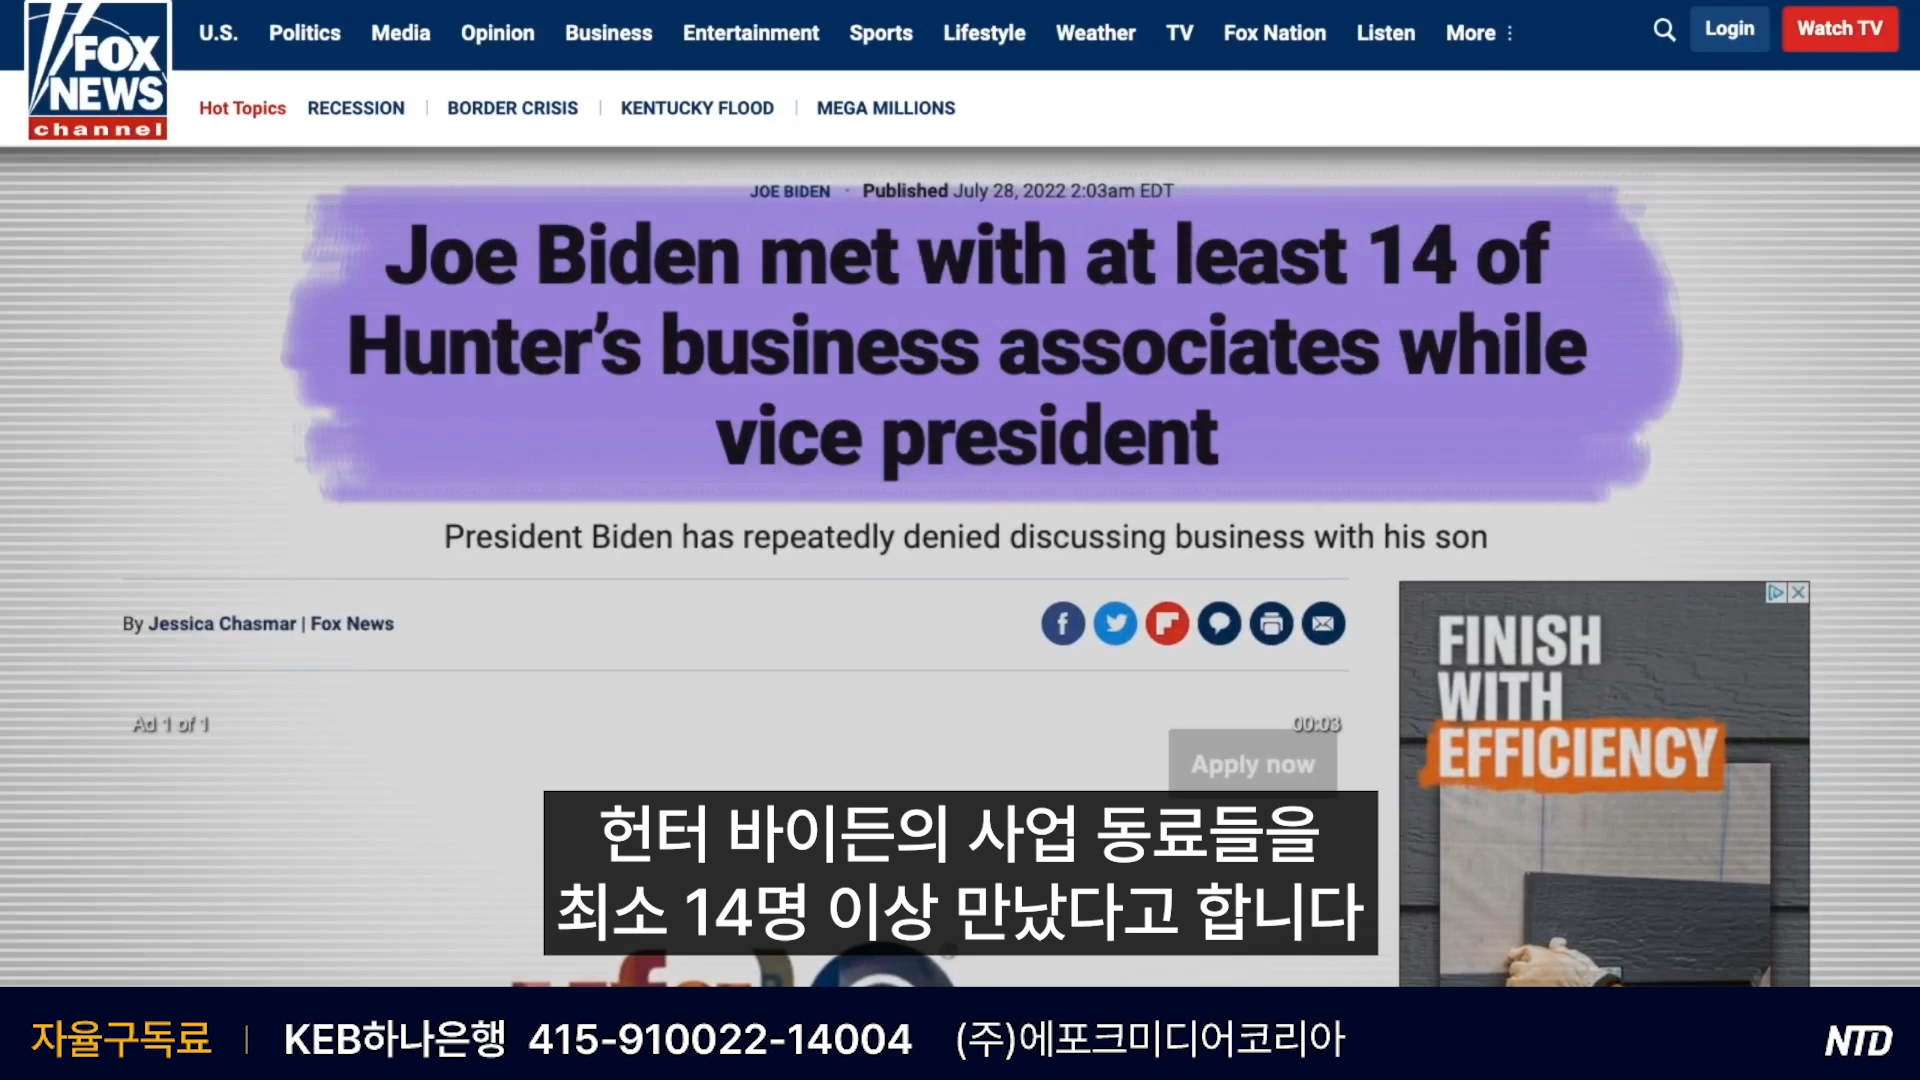 FOX
NEWS
channel
U.S. Politics Media Opinion Business Entertainment Sports Lifestyle Weather TV Fox Nation Listen More
Login
Watch TV
Hot Topics RECESSION BORDER CRISIS KENTUCKY FLOOD MEGA MILLIONS
JOE BIDEN · Published July 28, 2022 2:03am EDT
Joe Biden met with at least 14 of
Hunter's business associates while
vice president
President Biden has repeatedly denied discussing business with his son
By Jessica Chasmar | Fox News
Ad 1 of 1
00:03
Apply now
FINISH
WITH
EFFICIENCY
헌터 바이든의 사업 동료들을
최소 14명 이상 만났다고 합니다
자율구독료 | KEB하나은행 415-910022-14004 (주)에포크미디어코리아
NTD